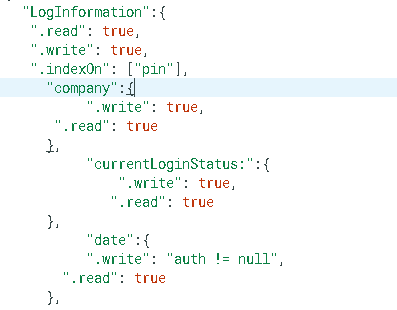 "LogInformation":{
".read": true,
".write": true,
".indexOn": ["pin"],
"company":{
".write": true,
".read": true
},
"currentLoginStatus:":{
".write": true,
".read": true
},
"date":{
".write": "auth != null",
".read": true
},